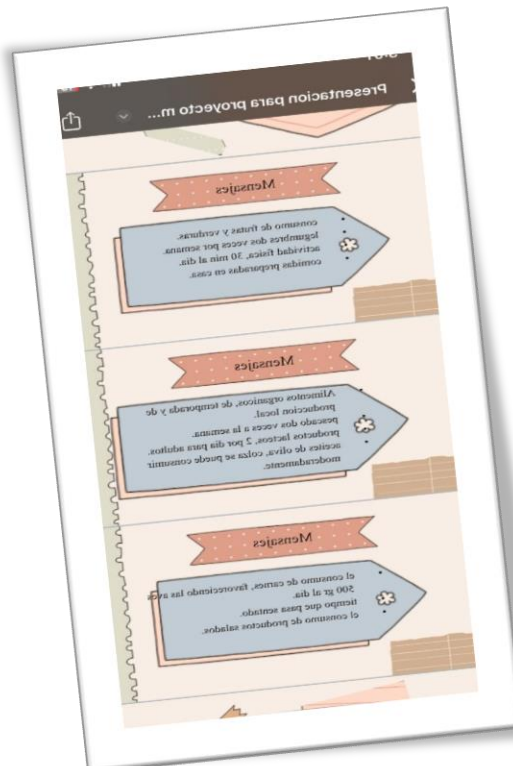 Presentacion para proyecto m...
Mensajes
consumo de frutas y verduras.
legumbres dos veces por semana.
actividad fisica, 30 min al dia.
comidas preparadas en casa.
Mensajes
Alimentos organicos, de temporada y de
produccion local.
pescado dos veces a la semana.
productos lacteos, 2 por dia para adultos.
aceites de oliva, colza se puede consumir
moderadamente.
Mensajes
el consumo de carnes, favoreciendo las aves
500 gr al dia.
tiempo que pasa sentado.
el consumo de productos salados.